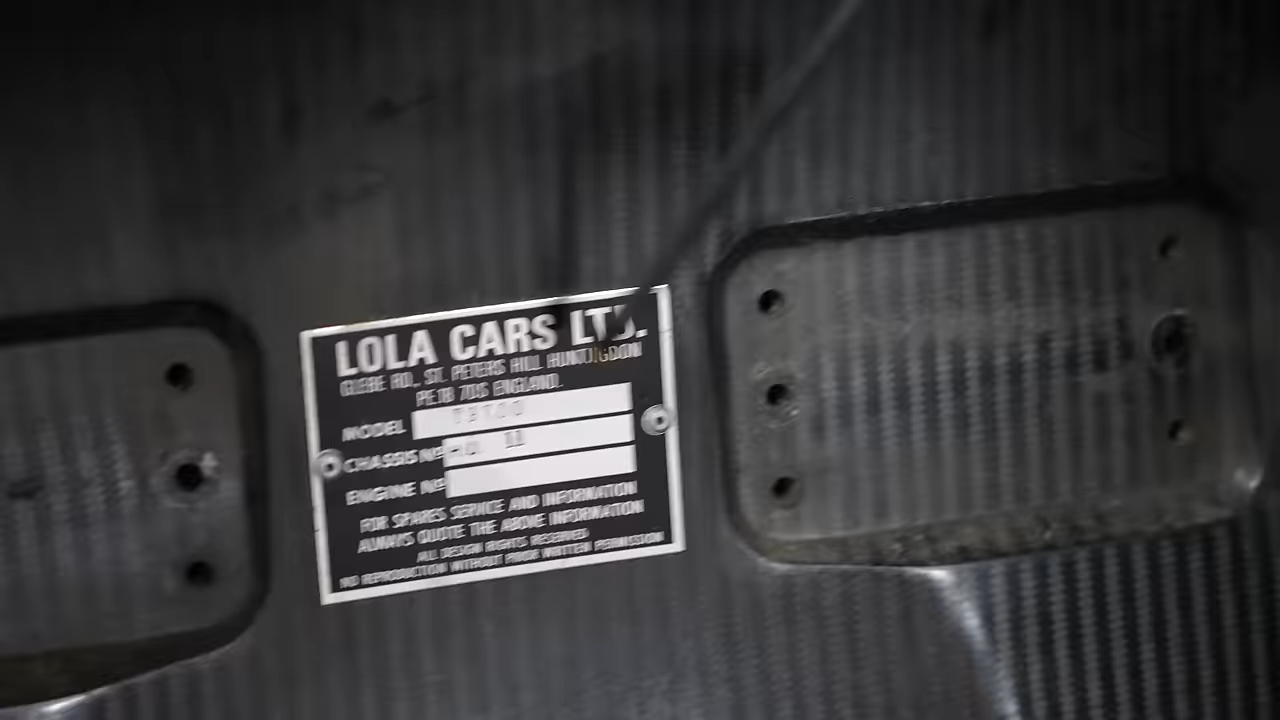 LOLA CARS LTD.
GLEBE RD., ST. PETERS HILL HUNTINGDON
PE18 7DS ENGLAND.
MODEL
CHASSIS Nº 11
ENGINE Nº
FOR SPARES SERVICE AND INFORMATION
ALWAYS QUOTE THE ABOVE INFORMATION
ALL DESIGN RIGHTS RESERVED
NO REPRODUCTION WITHOUT PRIOR WRITTEN PERMISSION